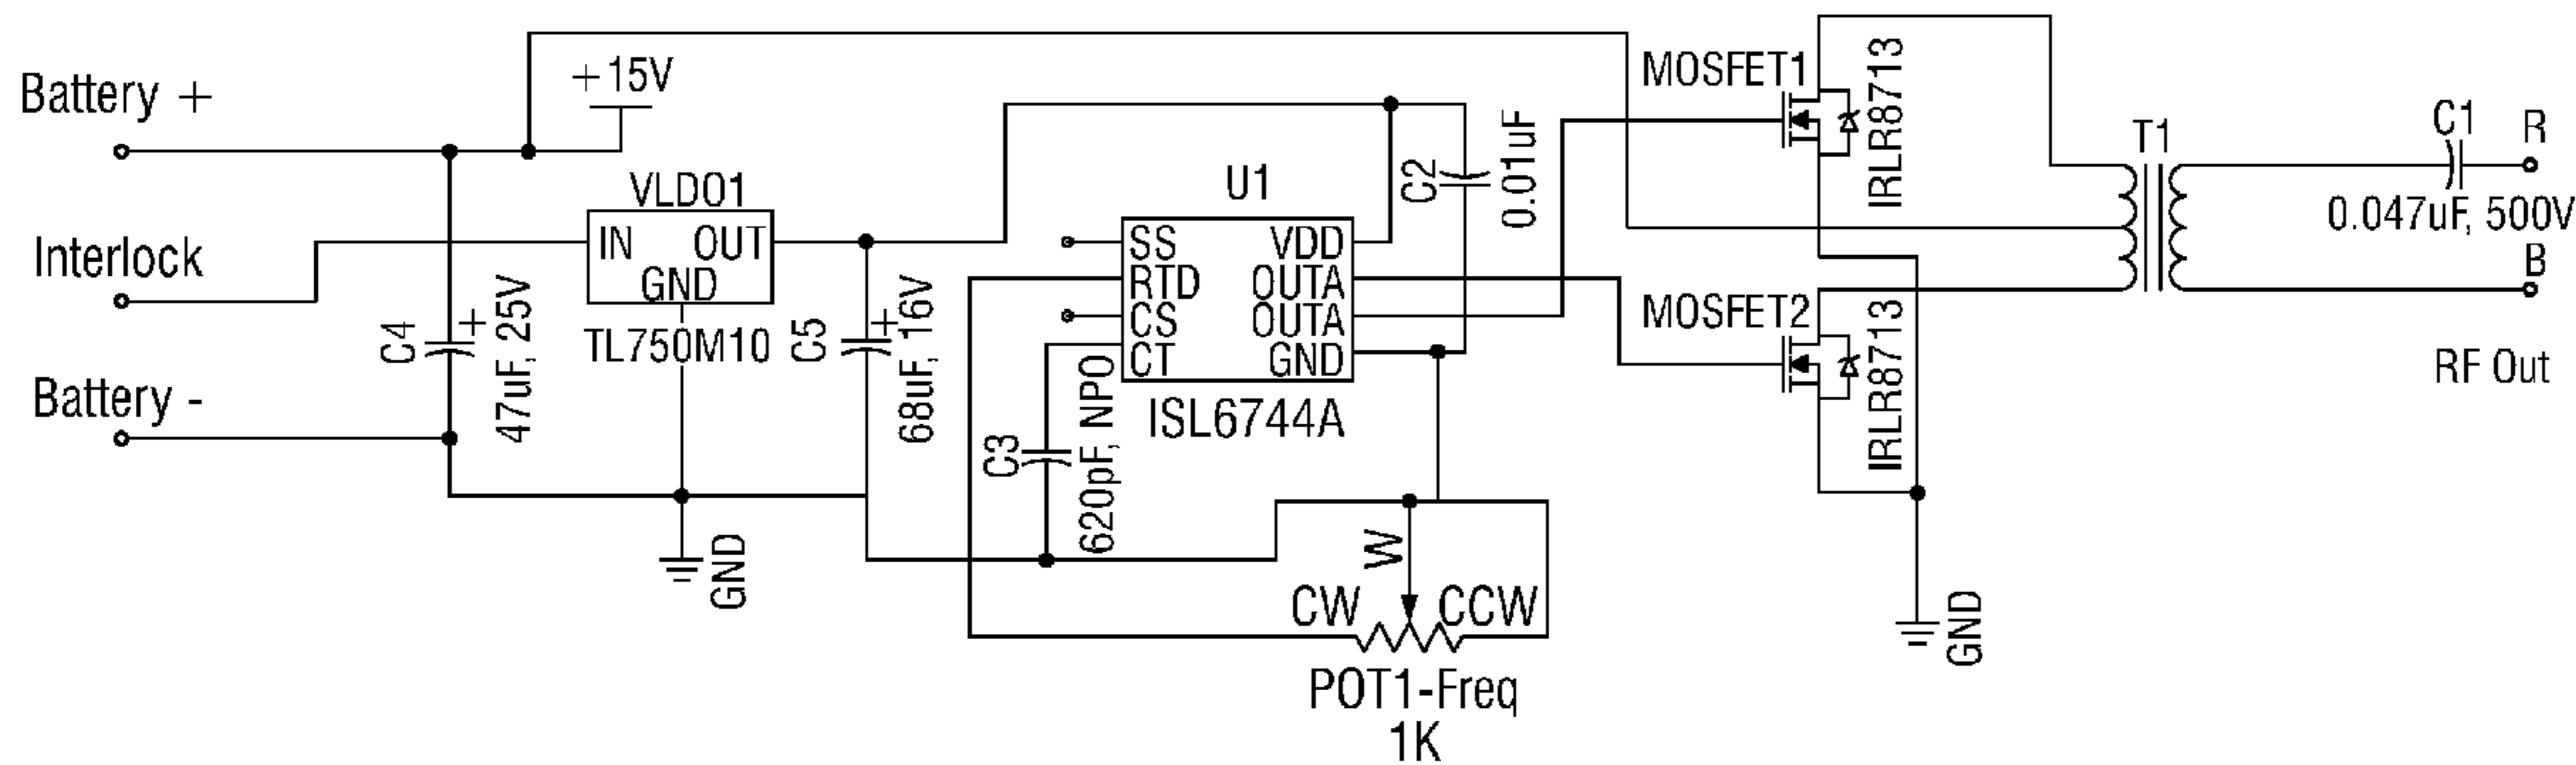 Battery +
+15V
Interlock
Battery -
C4
47uF, 25V
VLDO1
IN OUT
GND
TL750M10
C5
68uF, 16V
GND
C3
620pF, NPO
U1
SS VDD
RTD OUTA
CS OUTA
CT GND
ISL6744A
C2
0.01uF
W
CW CCW
POT1-Freq
1K
MOSFET1
IRLR8713
MOSFET2
IRLR8713
GND
T1
C1
R
0.047uF, 500V
B
RF Out